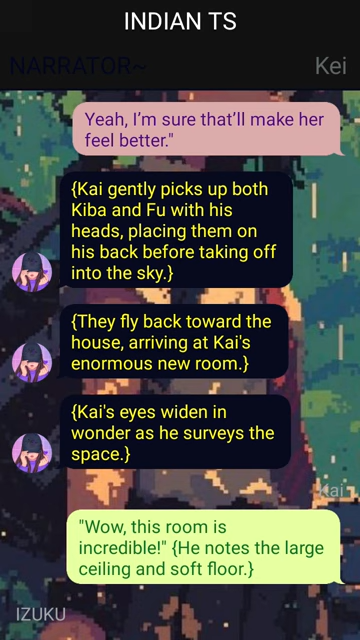 INDIAN TS
NARRATOR~
Kei
Yeah, I’m sure that’ll make her
feel better."
{Kai gently picks up both
Kiba and Fu with his
heads, placing them on
his back before taking off
into the sky.}
{They fly back toward the
house, arriving at Kai's
enormous new room.}
{Kai's eyes widen in
wonder as he surveys the
space.}
Kai
"Wow, this room is
incredible!" {He notes the large
ceiling and soft floor.}
IZUKU